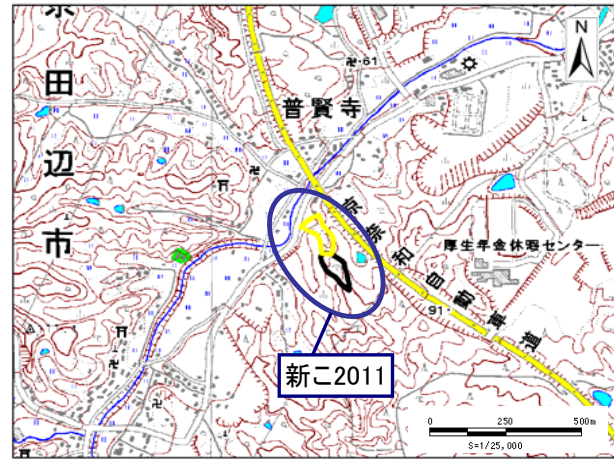 京田辺市
N
61
普賢寺
京奈和自動車道
厚生年金休暇センター
91
新こ2011
0 250 500m
S=1/25,000